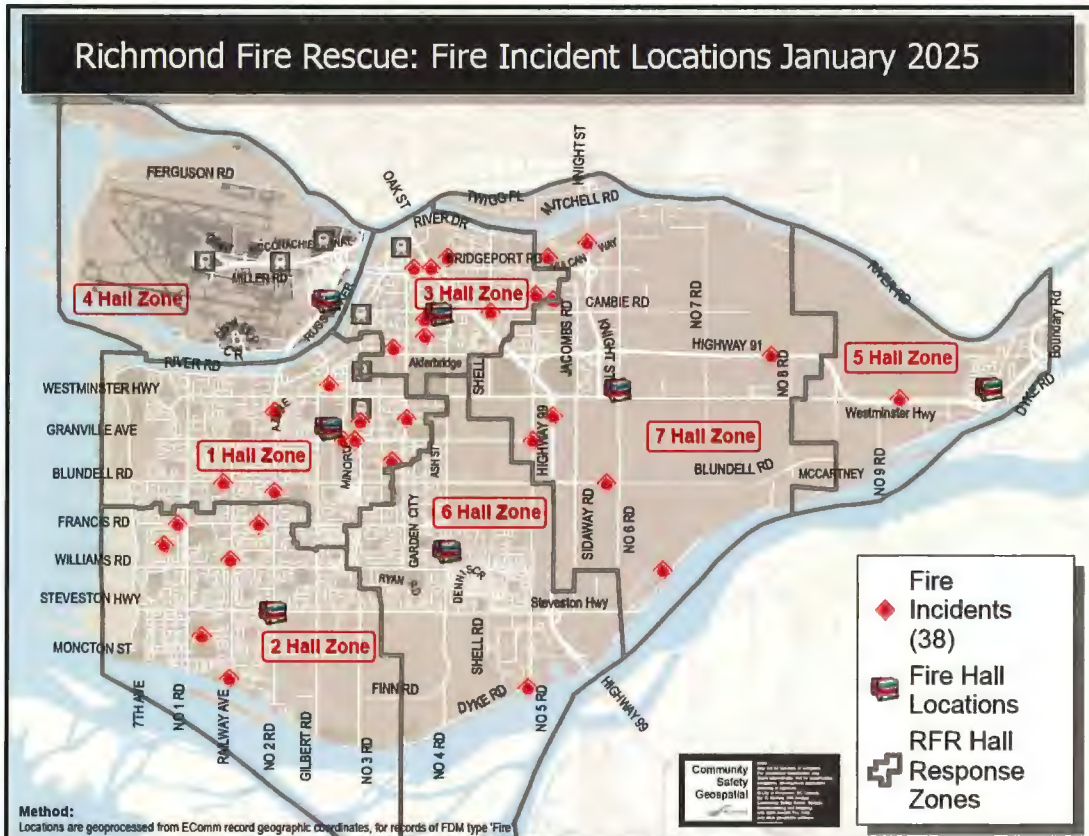 Richmond Fire Rescue: Fire Incident Locations January 2025
KNIGHT ST
OAK ST
TWIGG PL
MITCHELL RD
FERGUSON RD
RIVER DR
BRIDGEPORT RD
VULCAN WAY
MILLER RD
4 Hall Zone
3 Hall Zone
CAMBIE RD
NO 7 RD
RIVER RD
Boundary Rd
JACOMBS RD
KNIGHT ST
HIGHWAY 91
5 Hall Zone
RIVER RD
Alderbridge
SHELL
NO 8 RD
DYKE RD
WESTMINSTER HWY
Westminster Hwy
GRANVILLE AVE
1 Hall Zone
MINORU
ASH ST
HIGHWAY 99
7 Hall Zone
BLUNDELL RD
BLUNDELL RD
MCCARTNEY
NO 9 RD
6 Hall Zone
FRANCIS RD
GARDEN CITY
SIDAWAY RD
NO 6 RD
WILLIAMS RD
RYAN
DENNIS CR
STEVESTON HWY
Steveston Hwy
MONCTON ST
2 Hall Zone
SHELL RD
FINN RD
DYKE RD
HIGHWAY 99
7TH AVE
NO 1 RD
RAILWAY AVE
NO 2 RD
GILBERT RD
NO 3 RD
NO 4 RD
NO 5 RD
Fire
Incidents
(38)
Fire Hall
Locations
RFR Hall
Response
Zones
Community
Safety
Geospatial
Method:
Locations are geoprocessed from EComm record geographic coordinates, for records of FDM type 'Fire'